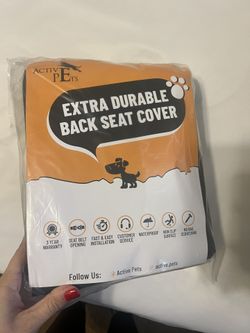 ACTIVE
PETS
EXTRA DURABLE
BACK SEAT COVER
3 YEAR
WARRANTY
SEAT BELT
OPENING
FAST & EASY
INSTALLATION
CUSTOMER
SERVICE
WATERPROOF
NON SLIP
SURFACE
NO NAIL
SCRATCHING
Follow Us:
Active Pets
active.pets